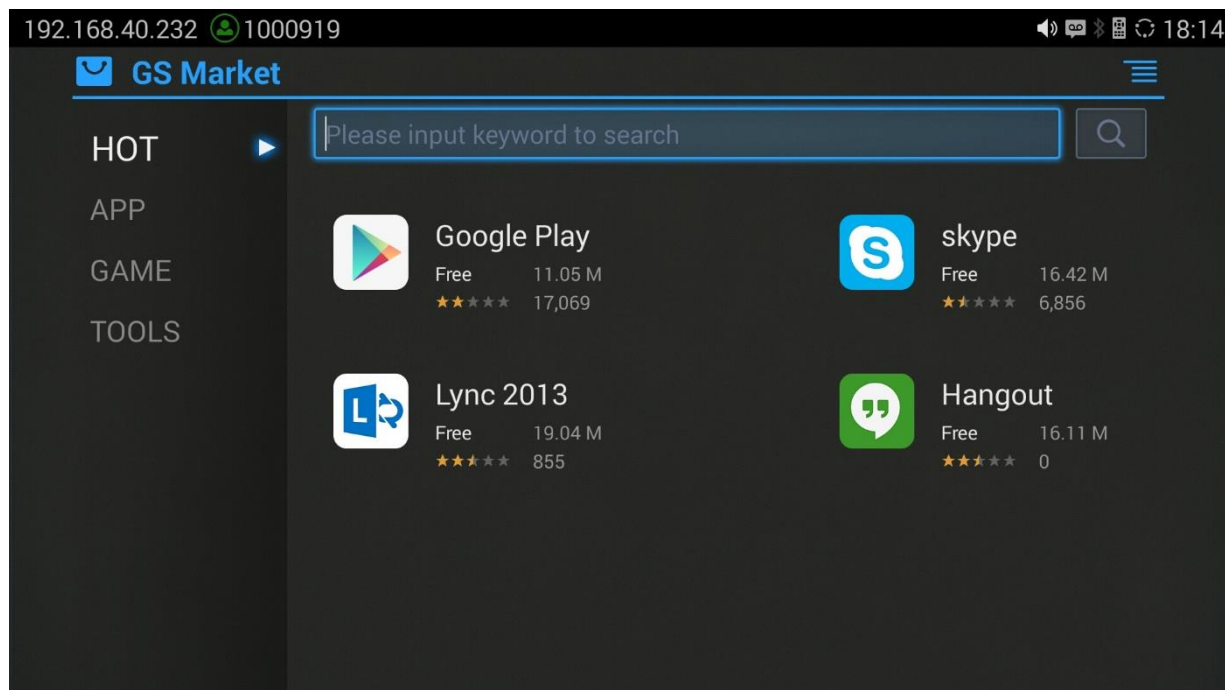 192.168.40.232 1000919 18:14
GS Market
HOT
APP
GAME
TOOLS
Please input keyword to search
Google Play
Free 11.05 M
17,069
skype
Free 16.42 M
6,856
Lync 2013
Free 19.04 M
855
Hangout
Free 16.11 M
0